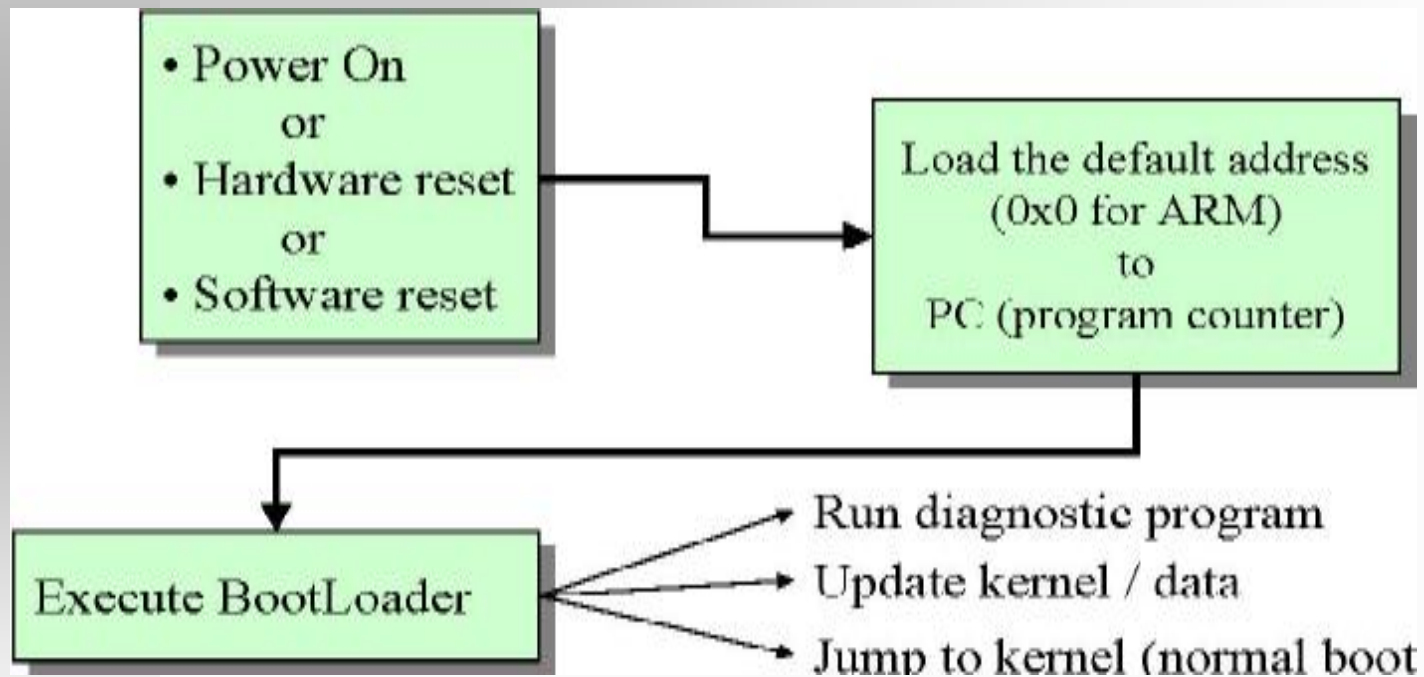 • Power On
or
• Hardware reset
or
• Software reset
Load the default address
(0x0 for ARM)
to
PC (program counter)
Execute BootLoader
Run diagnostic program
Update kernel / data
Jump to kernel (normal boot